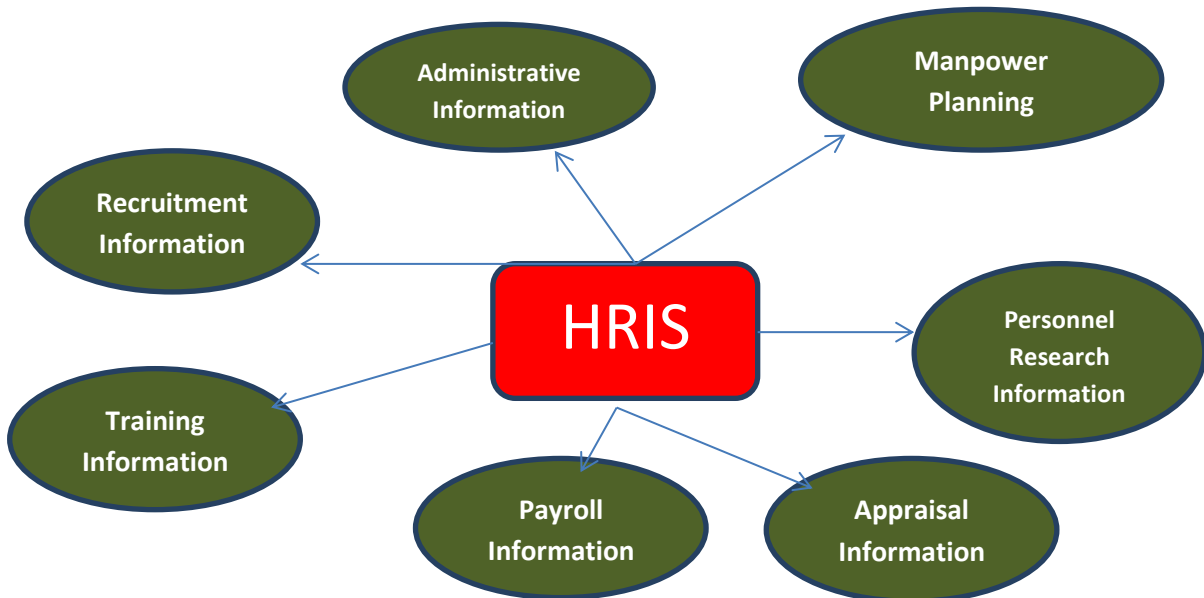 Administrative
Information
Manpower
Planning
Recruitment
Information
HRIS
Personnel
Research
Information
Training
Information
Payroll
Information
Appraisal
Information